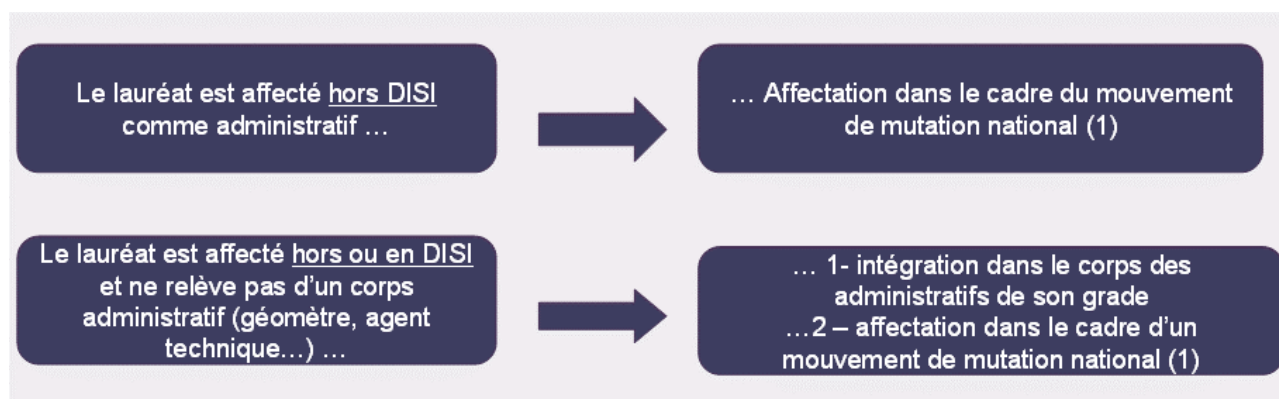 Le lauréat est affecté hors DISI
comme administratif …
… Affectation dans le cadre du mouvement
de mutation national (1)
Le lauréat est affecté hors ou en DISI
et ne relève pas d'un corps
administratif (géomètre, agent
technique…) …
… 1- intégration dans le corps des
administratifs de son grade
…2 – affectation dans le cadre d'un
mouvement de mutation national (1)